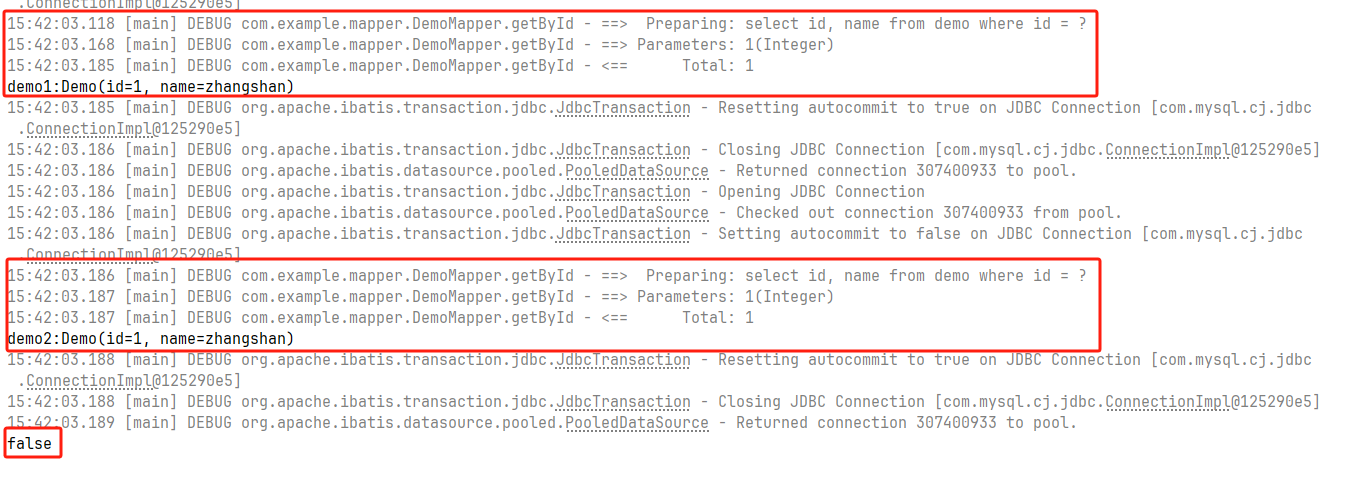 .ConnectionImpl@125290e5]
15:42:03.118 [main] DEBUG com.example.mapper.DemoMapper.getById - ==>  Preparing: select id, name from demo where id = ?
15:42:03.168 [main] DEBUG com.example.mapper.DemoMapper.getById - ==> Parameters: 1(Integer)
15:42:03.185 [main] DEBUG com.example.mapper.DemoMapper.getById - <==      Total: 1
demo1:Demo(id=1, name=zhangshan)
15:42:03.185 [main] DEBUG org.apache.ibatis.transaction.jdbc.JdbcTransaction - Resetting autocommit to true on JDBC Connection [com.mysql.cj.jdbc
.ConnectionImpl@125290e5]
15:42:03.186 [main] DEBUG org.apache.ibatis.transaction.jdbc.JdbcTransaction - Closing JDBC Connection [com.mysql.cj.jdbc.ConnectionImpl@125290e5]
15:42:03.186 [main] DEBUG org.apache.ibatis.datasource.pooled.PooledDataSource - Returned connection 307400933 to pool.
15:42:03.186 [main] DEBUG org.apache.ibatis.transaction.jdbc.JdbcTransaction - Opening JDBC Connection
15:42:03.186 [main] DEBUG org.apache.ibatis.datasource.pooled.PooledDataSource - Checked out connection 307400933 from pool.
15:42:03.186 [main] DEBUG org.apache.ibatis.transaction.jdbc.JdbcTransaction - Setting autocommit to false on JDBC Connection [com.mysql.cj.jdbc
.ConnectionImpl@125290e5]
15:42:03.186 [main] DEBUG com.example.mapper.DemoMapper.getById - ==>  Preparing: select id, name from demo where id = ?
15:42:03.187 [main] DEBUG com.example.mapper.DemoMapper.getById - ==> Parameters: 1(Integer)
15:42:03.187 [main] DEBUG com.example.mapper.DemoMapper.getById - <==      Total: 1
demo2:Demo(id=1, name=zhangshan)
15:42:03.188 [main] DEBUG org.apache.ibatis.transaction.jdbc.JdbcTransaction - Resetting autocommit to true on JDBC Connection [com.mysql.cj.jdbc
.ConnectionImpl@125290e5]
15:42:03.188 [main] DEBUG org.apache.ibatis.transaction.jdbc.JdbcTransaction - Closing JDBC Connection [com.mysql.cj.jdbc.ConnectionImpl@125290e5]
15:42:03.189 [main] DEBUG org.apache.ibatis.datasource.pooled.PooledDataSource - Returned connection 307400933 to pool.
false